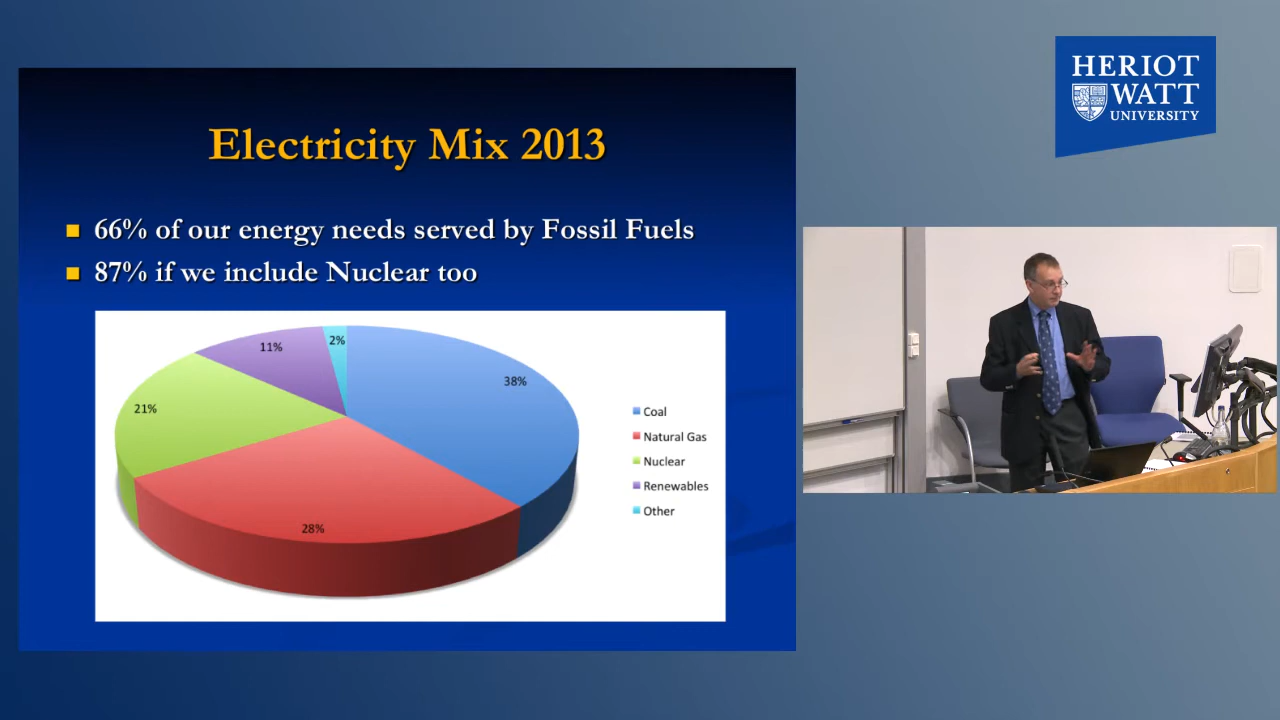 HERIOT
WATT
UNIVERSITY
Electricity Mix 2013
66% of our energy needs served by Fossil Fuels
87% if we include Nuclear too
2%
11%
38%
21%
28%
Coal
Natural Gas
Nuclear
Renewables
Other